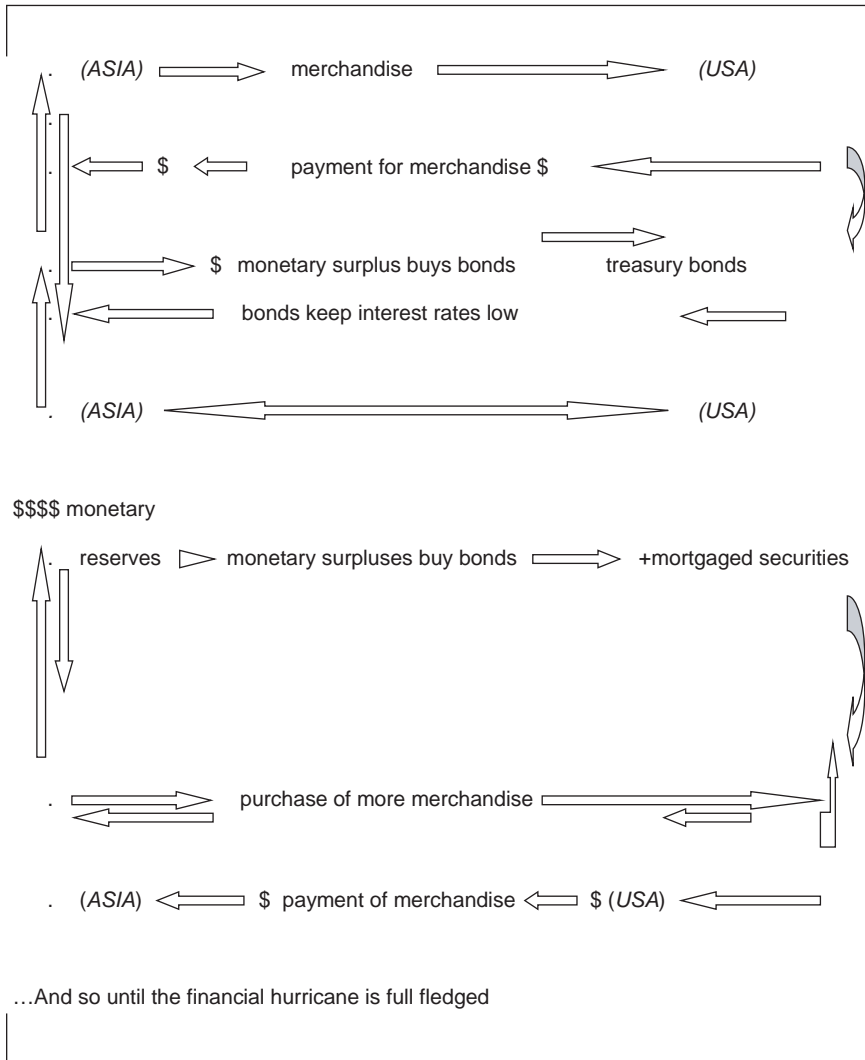 . (ASIA) merchandise (USA)
.
. $ payment for merchandise $
. $ monetary surplus buys bonds treasury bonds
. bonds keep interest rates low
. (ASIA) (USA)
$$$$ monetary
. reserves monetary surpluses buy bonds +mortgaged securities
. purchase of more merchandise
. (ASIA) $ payment of merchandise $ (USA)
…And so until the financial hurricane is full fledged